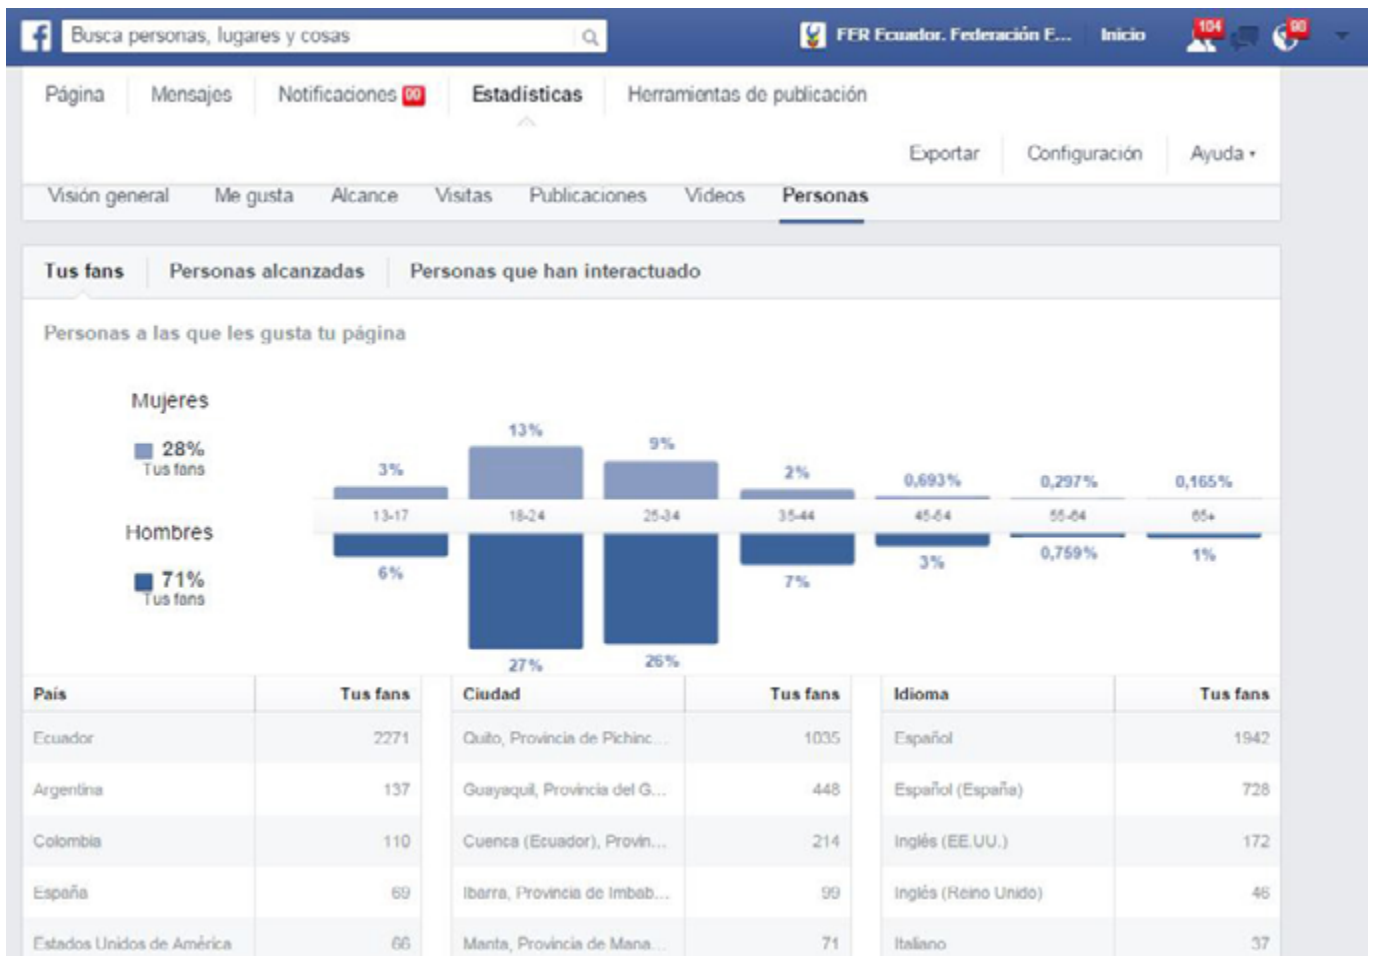 Busca personas, lugares y cosas
FER Ecuador. Federación E... Inicio 104 90
Página Mensajes Notificaciones Estadísticas Herramientas de publicación
Exportar Configuración Ayuda
Visión general Me gusta Alcance Visitas Publicaciones Vídeos Personas
Tus fans Personas alcanzadas Personas que han interactuado
Personas a las que les gusta tu página
Mujeres
28%
Tus fans
3% 13% 9% 2% 0,693% 0,297% 0,165%
13-17 18-24 25-34 35-44 45-54 55-64 65+
Hombres
71%
Tus fans
6% 27% 26% 7% 3% 0,759% 1%
País Tus fans Ciudad Tus fans Idioma Tus fans
Ecuador 2271 Quito, Provincia de Pichinc... 1035 Español 1942
Argentina 137 Guayaquil, Provincia del G... 448 Español (España) 728
Colombia 110 Cuenca (Ecuador), Provin... 214 Inglés (EE.UU.) 172
España 69 Ibarra, Provincia de Imbab... 99 Inglés (Reino Unido) 46
Estados Unidos de América 66 Manta, Provincia de Mana... 71 Italiano 37